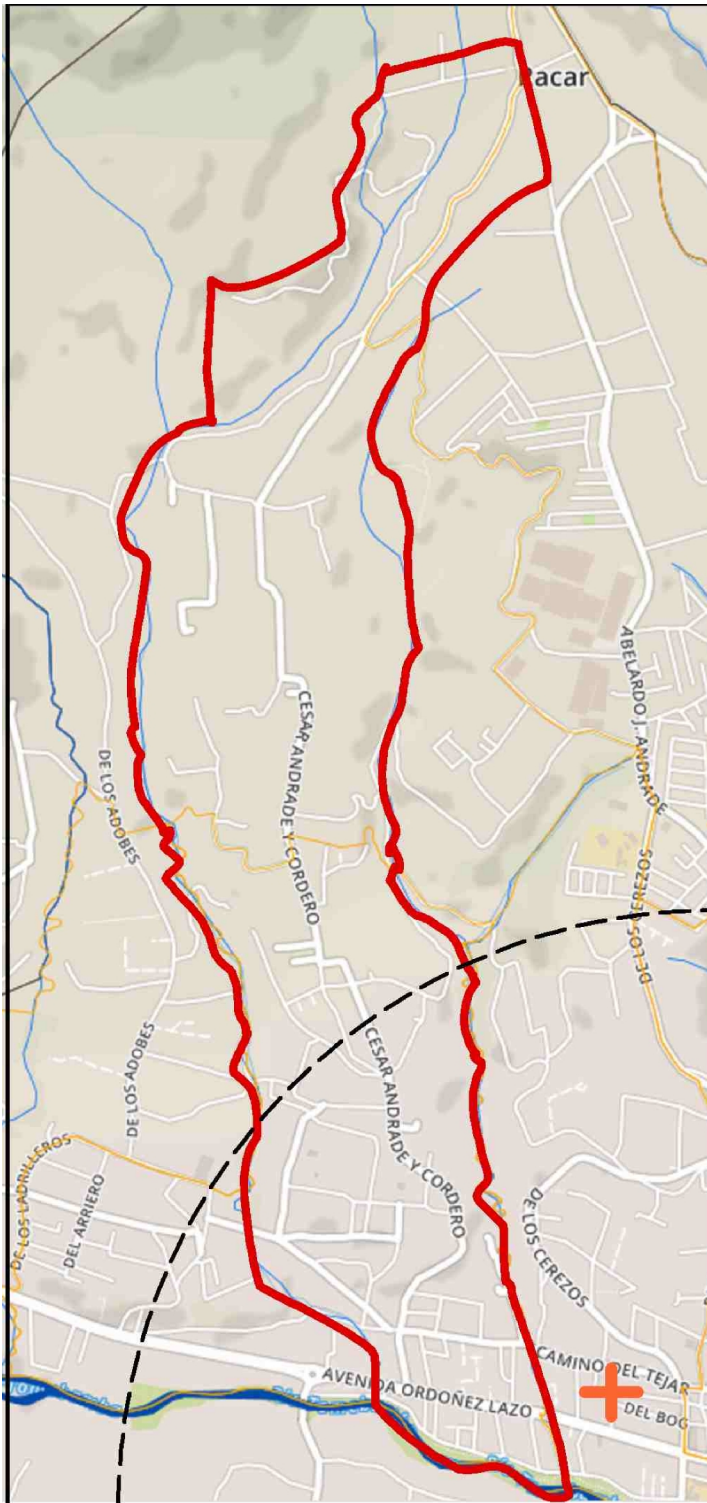 Racar
ABELARDO J. ANDRADE
CESAR ANDRADE Y CORDERO
DE LOS ADOBES
DE LOS CEREZOS
CESAR ANDRADE Y CORDERO
DE LOS ADOBES
DE LOS LADRILLEROS
DEL ARRIERO
DE LOS CEREZOS
CAMINO DEL TEJAR
AVENIDA ORDOÑEZ LAZO
DEL BOG